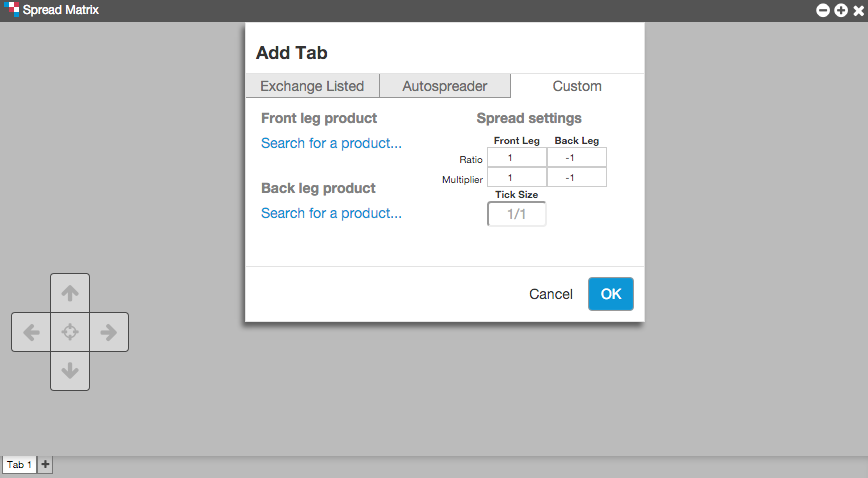 Spread Matrix
Add Tab
Exchange Listed
Autospreader
Custom
Front leg product
Search for a product...
Back leg product
Search for a product...
Spread settings
Front Leg Back Leg
Ratio 1 -1
Multiplier 1 -1
Tick Size
1/1
Cancel OK
Tab 1 +